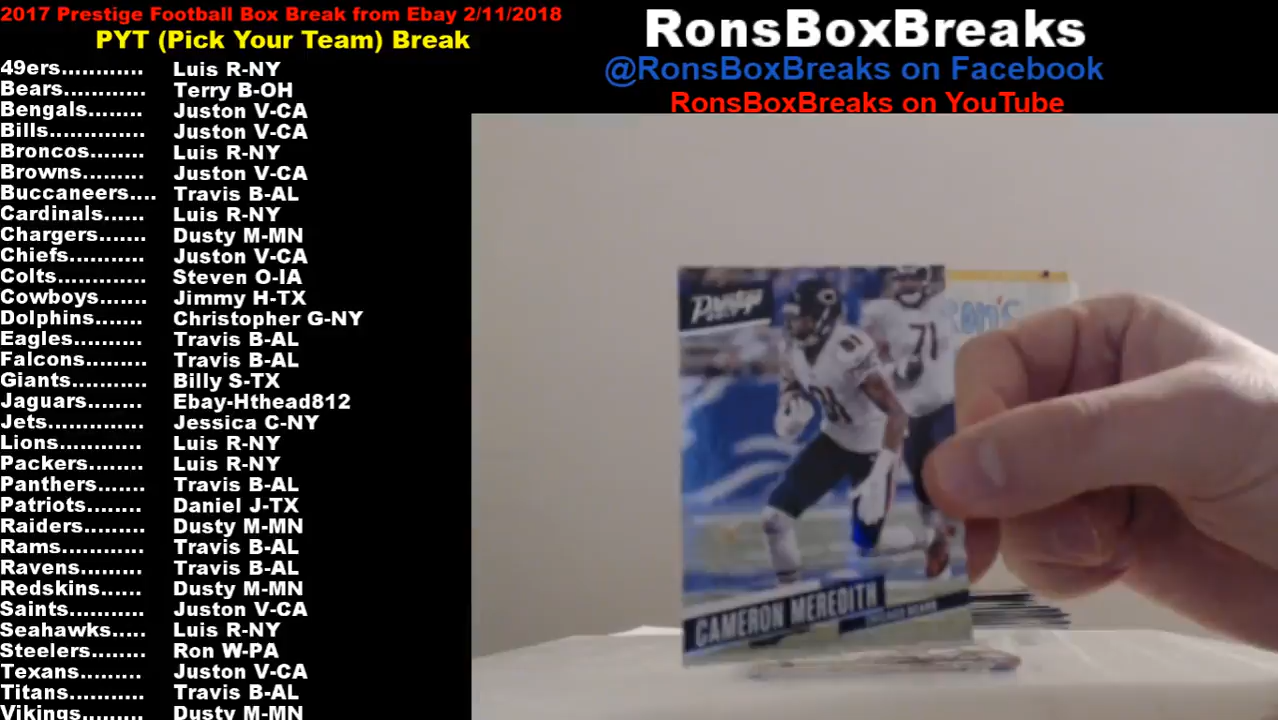 2017 Prestige Football Box Break from Ebay 2/11/2018
PYT (Pick Your Team) Break
49ers............ Luis R-NY
Bears............ Terry B-OH
Bengals........ Juston V-CA
Bills.............. Juston V-CA
Broncos........ Luis R-NY
Browns......... Juston V-CA
Buccaneers.... Travis B-AL
Cardinals...... Luis R-NY
Chargers....... Dusty M-MN
Chiefs........... Juston V-CA
Colts............. Steven O-IA
Cowboys....... Jimmy H-TX
Dolphins....... Christopher G-NY
Eagles.......... Travis B-AL
Falcons......... Travis B-AL
Giants........... Billy S-TX
Jaguars........ Ebay-Hthead812
Jets.............. Jessica C-NY
Lions............ Luis R-NY
Packers........ Luis R-NY
Panthers....... Travis B-AL
Patriots........ Daniel J-TX
Raiders......... Dusty M-MN
Rams............ Travis B-AL
Ravens......... Travis B-AL
Redskins...... Dusty M-MN
Saints........... Juston V-CA
Seahawks..... Luis R-NY
Steelers........ Ron W-PA
Texans......... Juston V-CA
Titans........... Travis B-AL
Vikings......... Dusty M-MN
RonsBoxBreaks
@RonsBoxBreaks on Facebook
RonsBoxBreaks on YouTube
Prestige
71
RON'S
CAMERON MEREDITH
CHICAGO BEARS